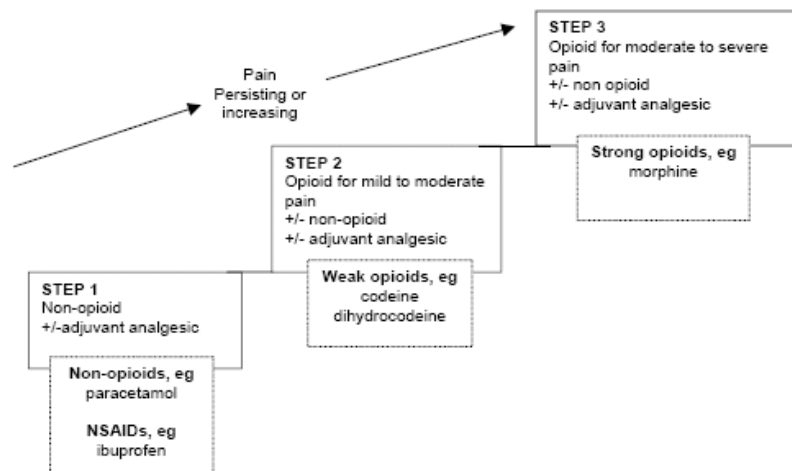 STEP 3
Opioid for moderate to severe
pain
+/- non opioid
+/- adjuvant analgesic
Strong opioids, eg
morphine
Pain
Persisting or
increasing
STEP 2
Opioid for mild to moderate
pain
+/- non-opioid
+/- adjuvant analgesic
Weak opioids, eg
codeine
dihydrocodeine
STEP 1
Non-opioid
+/-adjuvant analgesic
Non-opioids, eg
paracetamol
NSAIDs, eg
ibuprofen